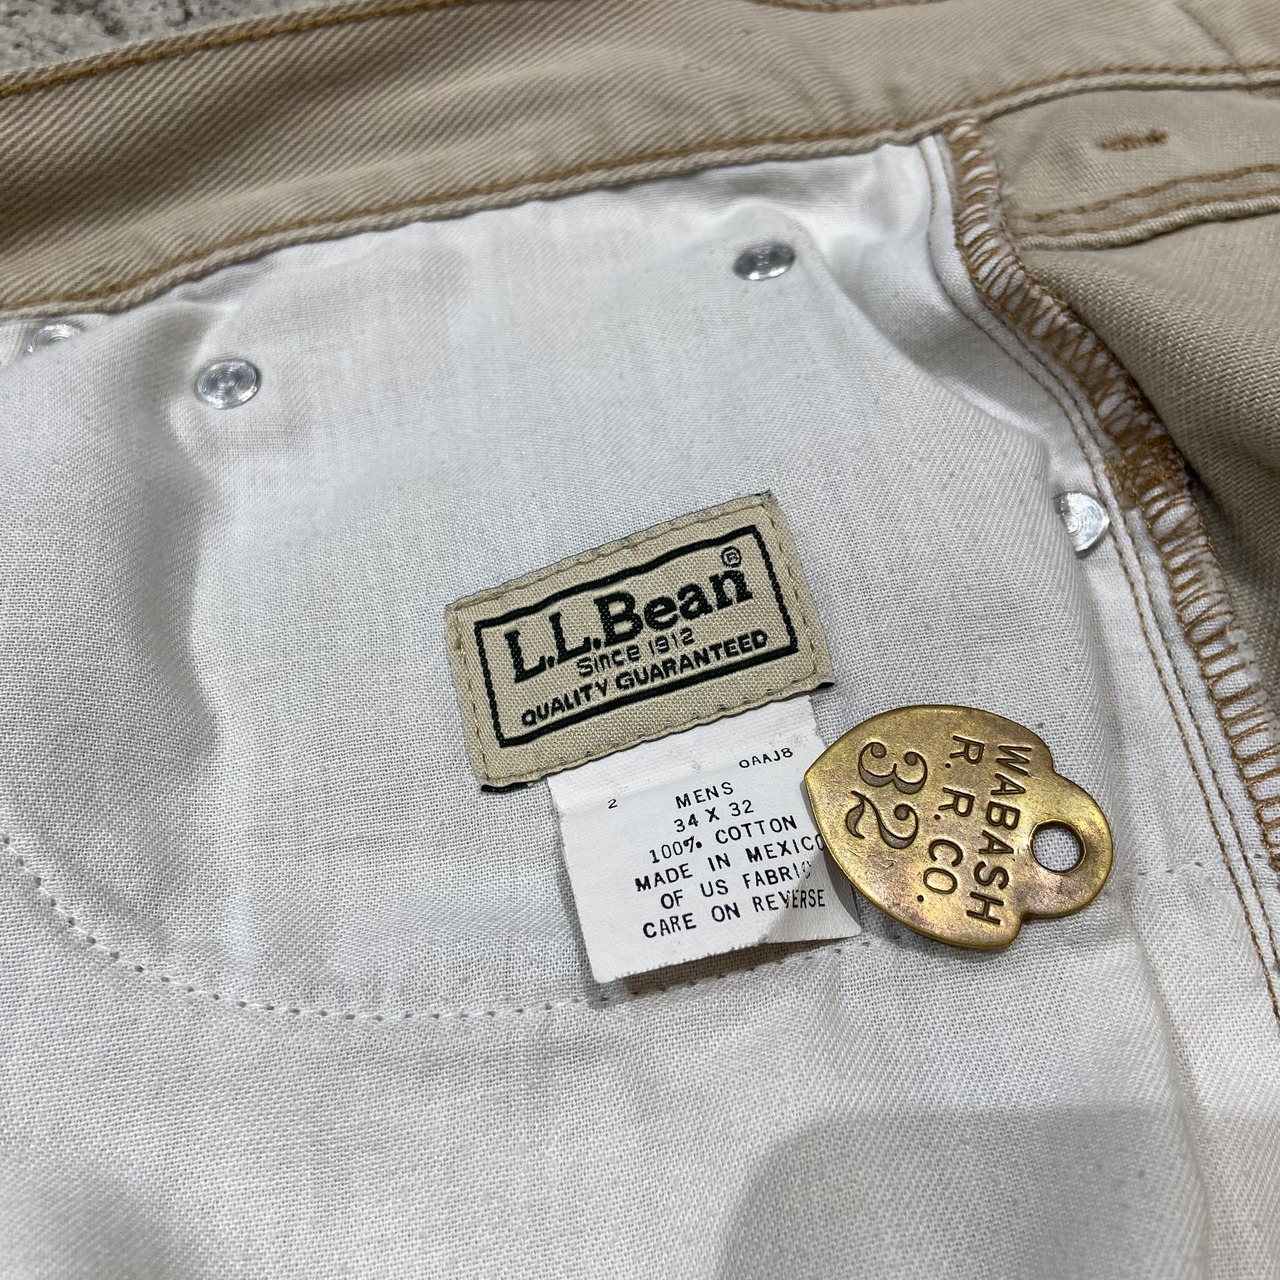 L.L.Bean®
Since 1912
QUALITY GUARANTEED
OAAJ8
2
MENS
34 X 32
100% COTTON
MADE IN MEXICO
OF US FABRIC
CARE ON REVERSE
WABASH
R. R. CO.
32